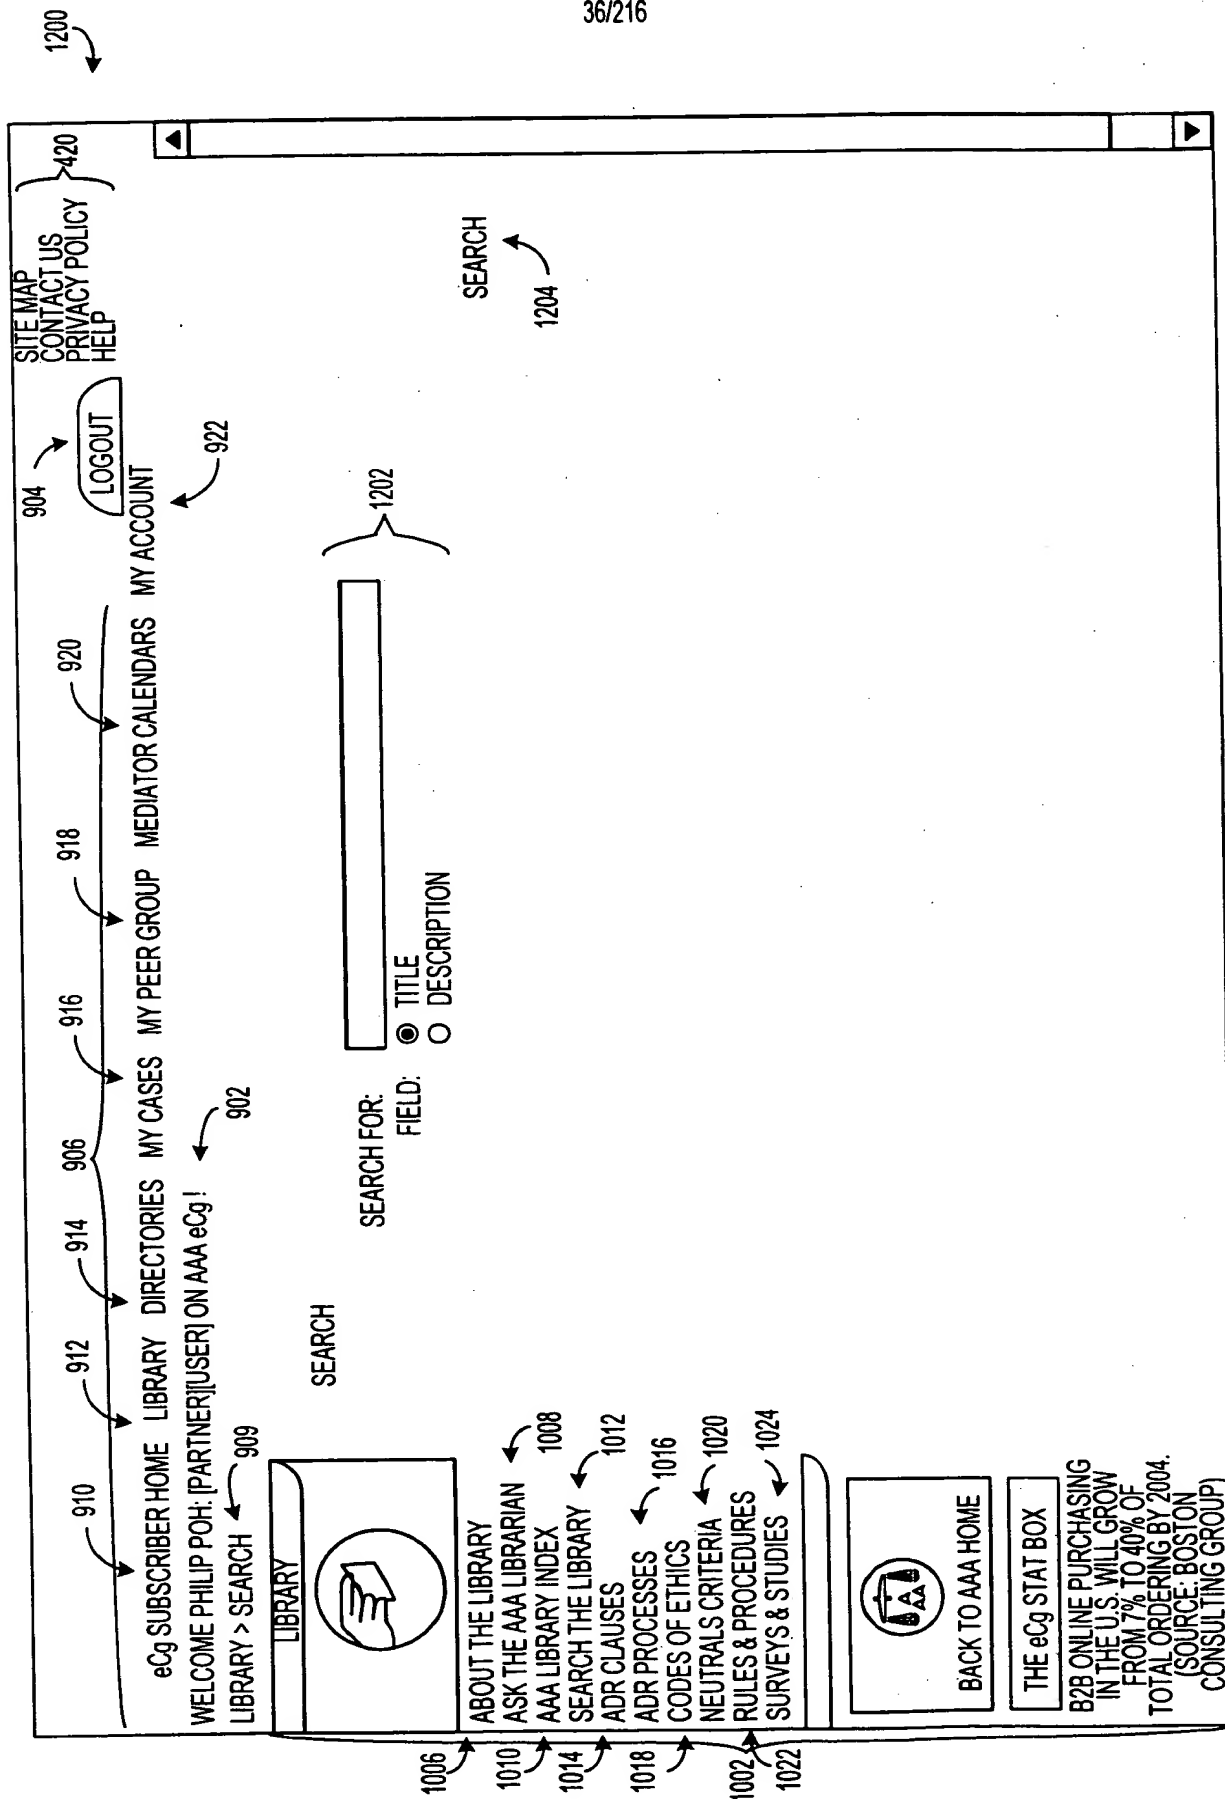 36/216
1200
904
SITE MAP
CONTACT US
PRIVACY POLICY
HELP
420
LOGOUT
910
912
914
906
916
918
920
eCg SUBSCRIBER HOME LIBRARY DIRECTORIES MY CASES MY PEER GROUP MEDIATOR CALENDARS MY ACCOUNT
922
WELCOME PHILIP POH: [PARTNER][USER] ON AAA eCg !
902
LIBRARY > SEARCH
909
LIBRARY
SEARCH
SEARCH FOR:
FIELD:
TITLE
DESCRIPTION
1202
SEARCH
1204
1006
ABOUT THE LIBRARY
ASK THE AAA LIBRARIAN
1008
1010
AAA LIBRARY INDEX
SEARCH THE LIBRARY
1012
1014
ADR CLAUSES
ADR PROCESSES
1016
1018
CODES OF ETHICS
NEUTRALS CRITERIA
1020
1002
1022
RULES & PROCEDURES
SURVEYS & STUDIES
1024
AAA
BACK TO AAA HOME
THE eCg STAT BOX
B2B ONLINE PURCHASING
IN THE U.S. WILL GROW
FROM 7% TO 40% OF
TOTAL ORDERING BY 2004.
(SOURCE: BOSTON
CONSULTING GROUP)